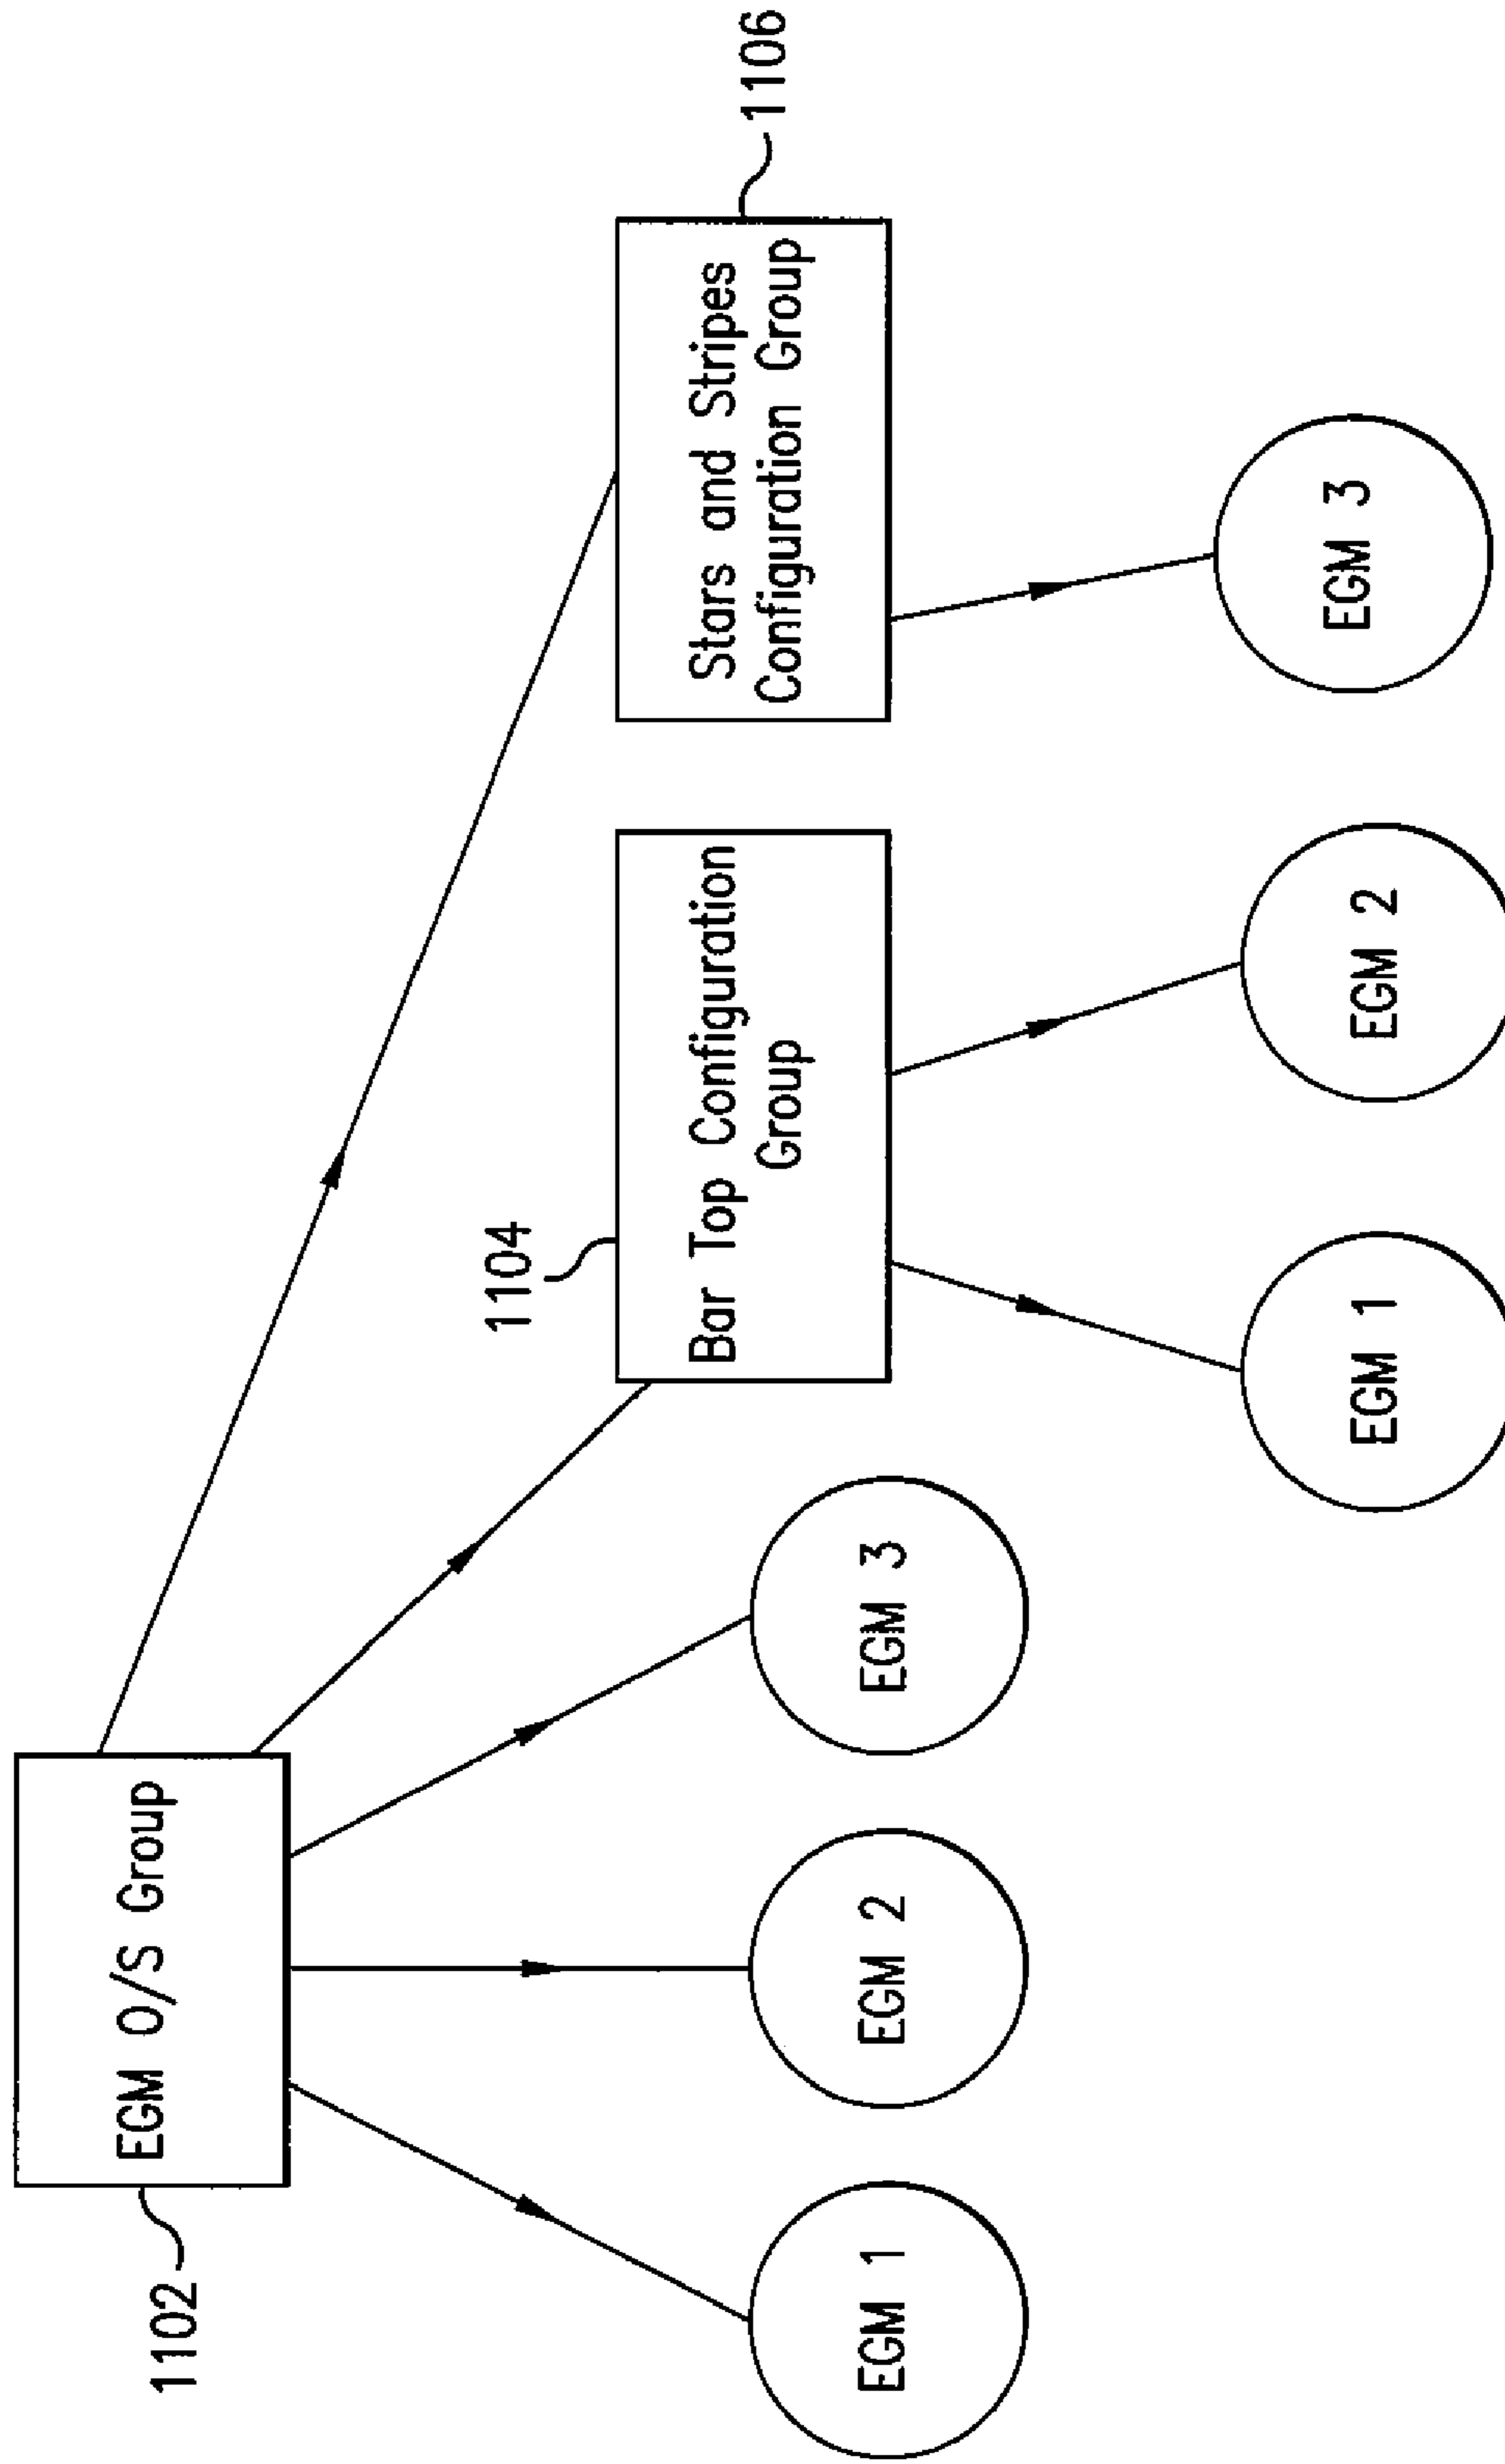 EGM O/S Group
1102
EGM 1
EGM 2
EGM 3
1104
Bar Top Configuration
Group
EGM 1
EGM 2
1106
Stars and Stripes
Configuration Group
EGM 3